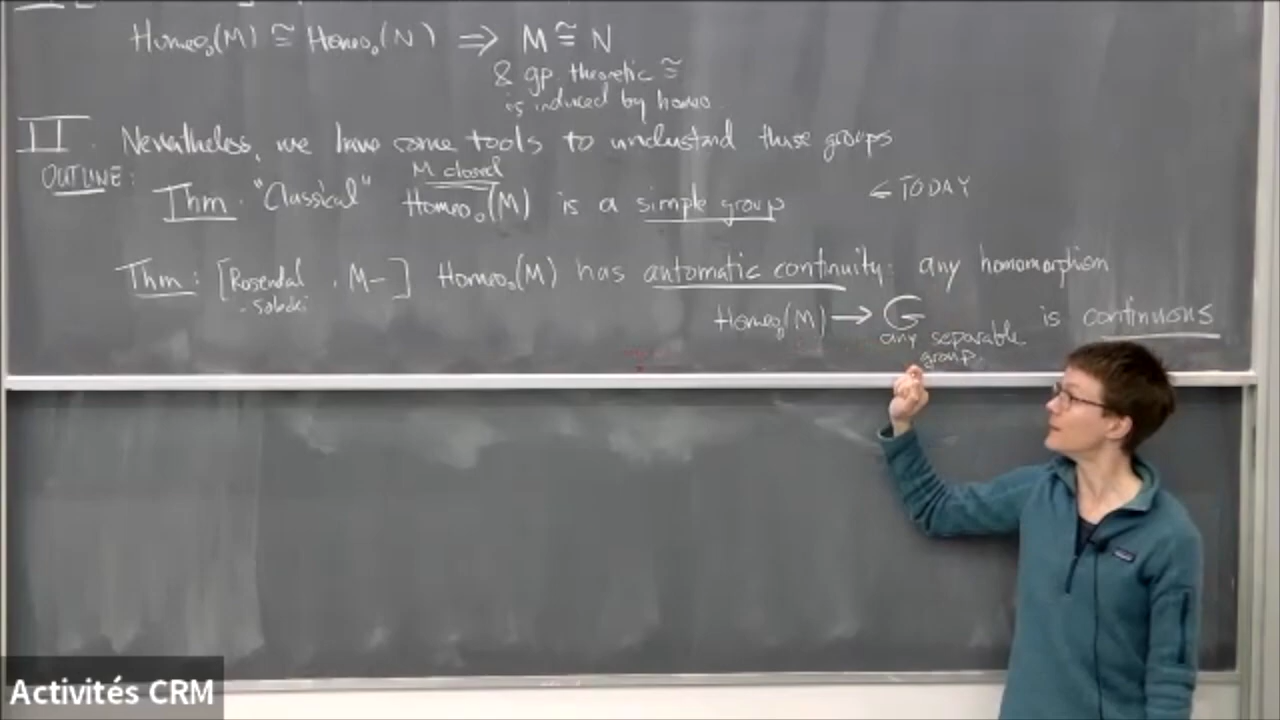 Homeo₀(M) ≅ Homeo₀(N) ⇒ M ≅ N
& gp. theoretic ≅
is induced by homeo.
II. Nevertheless, we have some tools to understand these groups
OUTLINE:
M closed
Thm. "Classical" Homeo₀(M) is a simple group ← TODAY
Thm: [Rosendal, M-] Homeo₀(M) has automatic continuity: any homomorphism
Homeo₀(M) → G is continuous
any separable
group.
Activités CRM